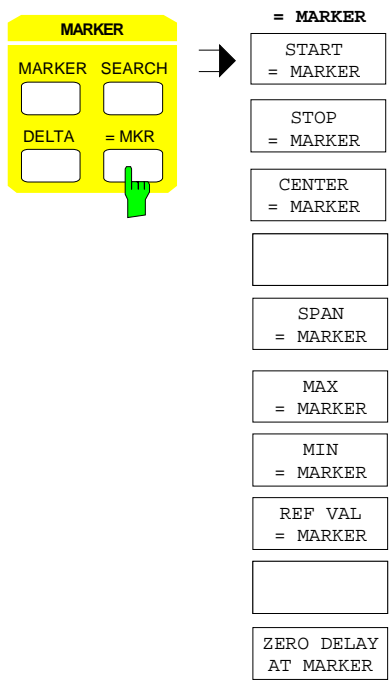 MARKER
MARKER SEARCH
DELTA = MKR
= MARKER
START
= MARKER
STOP
= MARKER
CENTER
= MARKER
SPAN
= MARKER
MAX
= MARKER
MIN
= MARKER
REF VAL
= MARKER
ZERO DELAY
AT MARKER